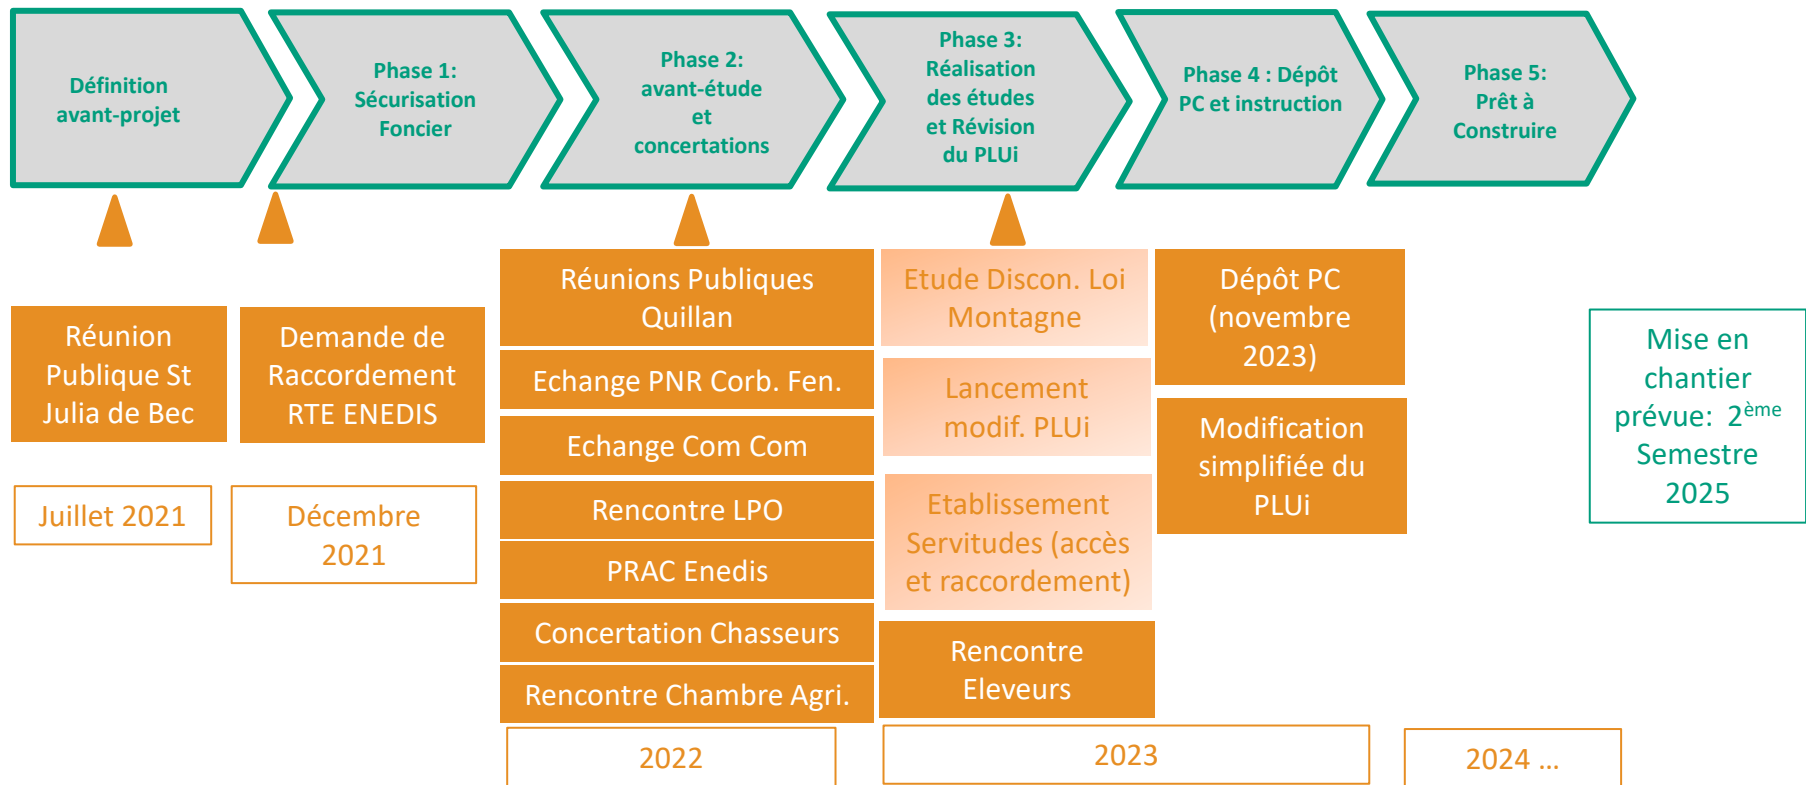 Définition
avant-projet
Phase 1:
Sécurisation
Foncier
Phase 2:
avant-étude
et
concertations
Phase 3:
Réalisation
des études
et Révision
du PLUi
Phase 4 : Dépôt
PC et instruction
Phase 5:
Prêt à
Construire
Réunion
Publique St
Julia de Bec
Juillet 2021
Demande de
Raccordement
RTE ENEDIS
Décembre
2021
Réunions Publiques
Quillan
Echange PNR Corb. Fen.
Echange Com Com
Rencontre LPO
PRAC Enedis
Concertation Chasseurs
Rencontre Chambre Agri.
2022
Etude Discon. Loi
Montagne
Lancement
modif. PLUi
Etablissement
Servitudes (accès
et raccordement)
Rencontre
Eleveurs
Dépôt PC
(novembre
2023)
Modification
simplifiée du
PLUi
2023
Mise en
chantier
prévue: 2ème
Semestre
2025
2024 ...